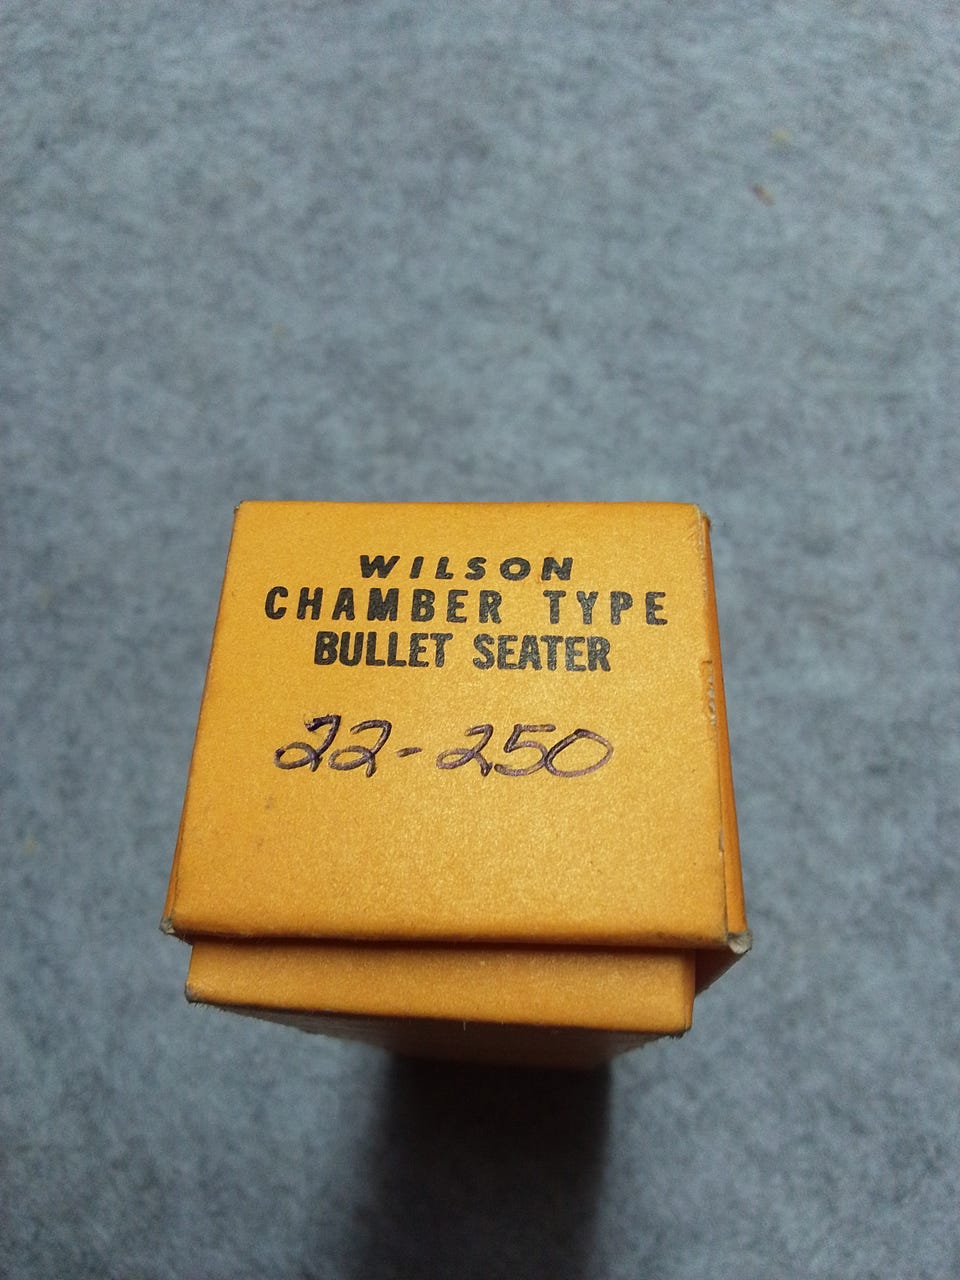 WILSON
CHAMBER TYPE
BULLET SEATER
22-250